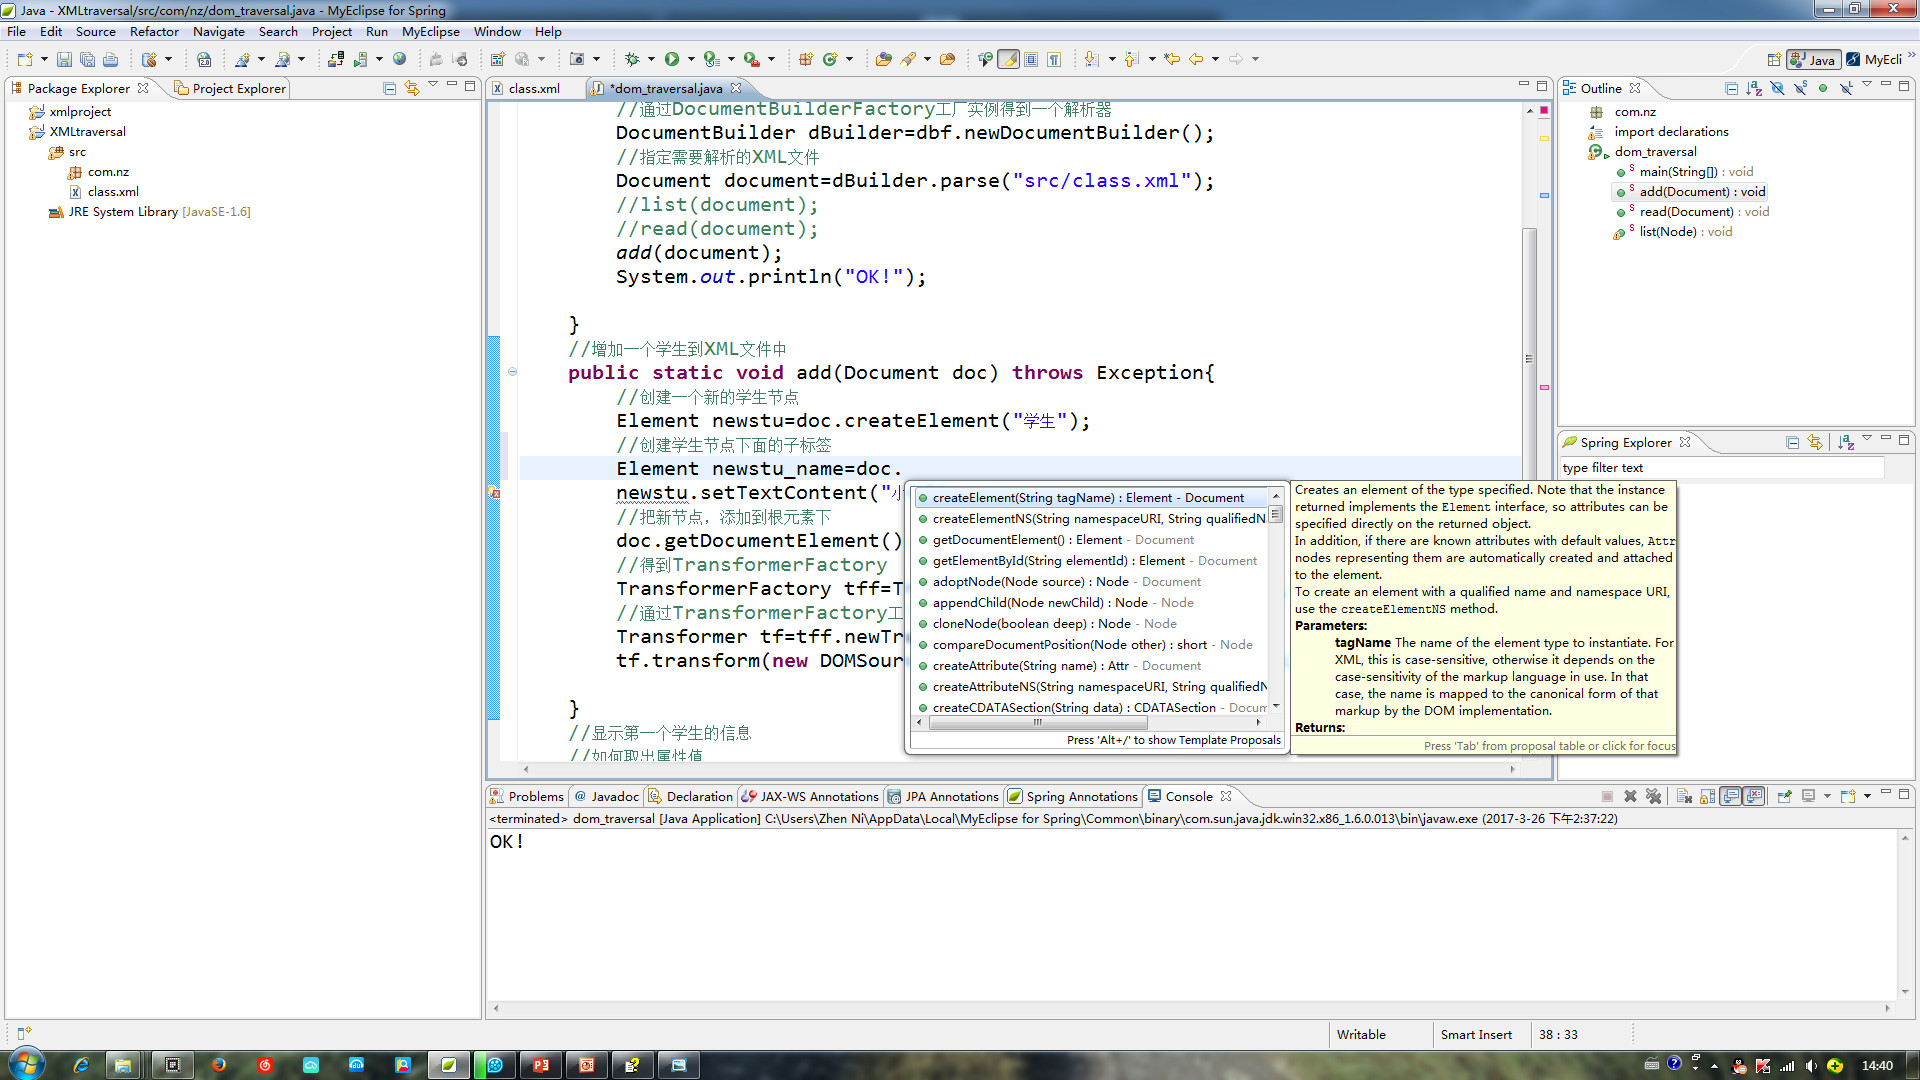 Java - XMLtraversal/src/com/nz/dom_traversal.java - MyEclipse for Spring
File Edit Source Refactor Navigate Search Project Run MyEclipse Window Help
Java MyEcli
Package Explorer Project Explorer
xmlproject
XMLtraversal
src
com.nz
class.xml
JRE System Library [JavaSE-1.6]
class.xml *dom_traversal.java
//通过DocumentBuilderFactory工厂实例得到一个解析器
DocumentBuilder dBuilder=dbf.newDocumentBuilder();
//指定需要解析的XML文件
Document document=dBuilder.parse("src/class.xml");
//list(document);
//read(document);
add(document);
System.out.println("OK!");
}
//增加一个学生到XML文件中
public static void add(Document doc) throws Exception{
//创建一个新的学生节点
Element newstu=doc.createElement("学生");
//创建学生节点下面的子标签
Element newstu_name=doc.
newstu.setTextContent("小
//把新节点，添加到根元素下
doc.getDocumentElement()
//得到TransformerFactory
TransformerFactory tff=T
//通过TransformerFactory工
Transformer tf=tff.newTr
tf.transform(new DOMSour
}
//显示第一个学生的信息
//如何取出属性值
createElement(String tagName) : Element - Document
createElementNS(String namespaceURI, String qualifiedN
getDocumentElement() : Element - Document
getElementById(String elementId) : Element - Document
adoptNode(Node source) : Node - Document
appendChild(Node newChild) : Node - Node
cloneNode(boolean deep) : Node - Node
compareDocumentPosition(Node other) : short - Node
createAttribute(String name) : Attr - Document
createAttributeNS(String namespaceURI, String qualifiedN
createCDATASection(String data) : CDATASection - Docum
Press 'Alt+/' to show Template Proposals
Creates an element of the type specified. Note that the instance
returned implements the Element interface, so attributes can be
specified directly on the returned object.
In addition, if there are known attributes with default values, Attr
nodes representing them are automatically created and attached
to the element.
To create an element with a qualified name and namespace URI,
use the createElementNS method.
Parameters:
tagName The name of the element type to instantiate. For
XML, this is case-sensitive, otherwise it depends on the
case-sensitivity of the markup language in use. In that
case, the name is mapped to the canonical form of that
markup by the DOM implementation.
Returns:
Press 'Tab' from proposal table or click for focus
Outline
com.nz
import declarations
dom_traversal
main(String[]) : void
add(Document) : void
read(Document) : void
list(Node) : void
Spring Explorer
type filter text
Problems Javadoc Declaration JAX-WS Annotations JPA Annotations Spring Annotations Console
<terminated> dom_traversal [Java Application] C:\Users\Zhen Ni\AppData\Local\MyEclipse for Spring\Common\binary\com.sun.java.jdk.win32.x86_1.6.0.013\bin\javaw.exe (2017-3-26 下午2:37:22)
OK!
Writable Smart Insert 38 : 33
14:40